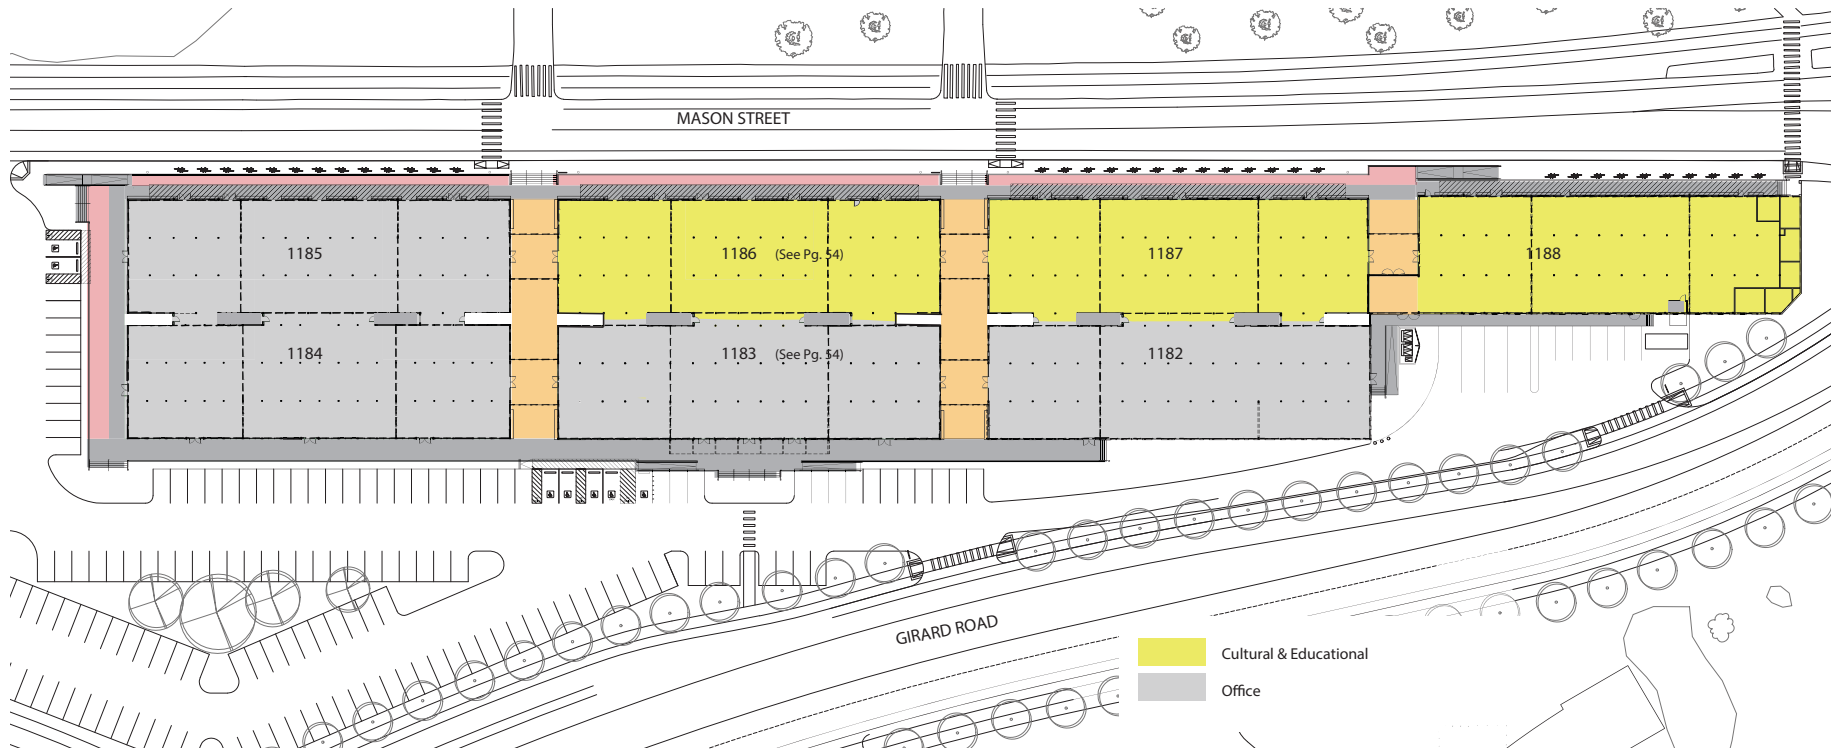 MASON STREET
1185
1186 (See Pg. 54)
1187
1188
1184
1183 (See Pg. 54)
1182
GIRARD ROAD
Cultural & Educational
Office